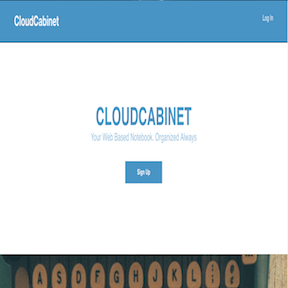 CloudCabinet
Log In
CLOUDCABINET
Your Web Based Notebook. Organized Always
Sign Up
A S D F G H J K L